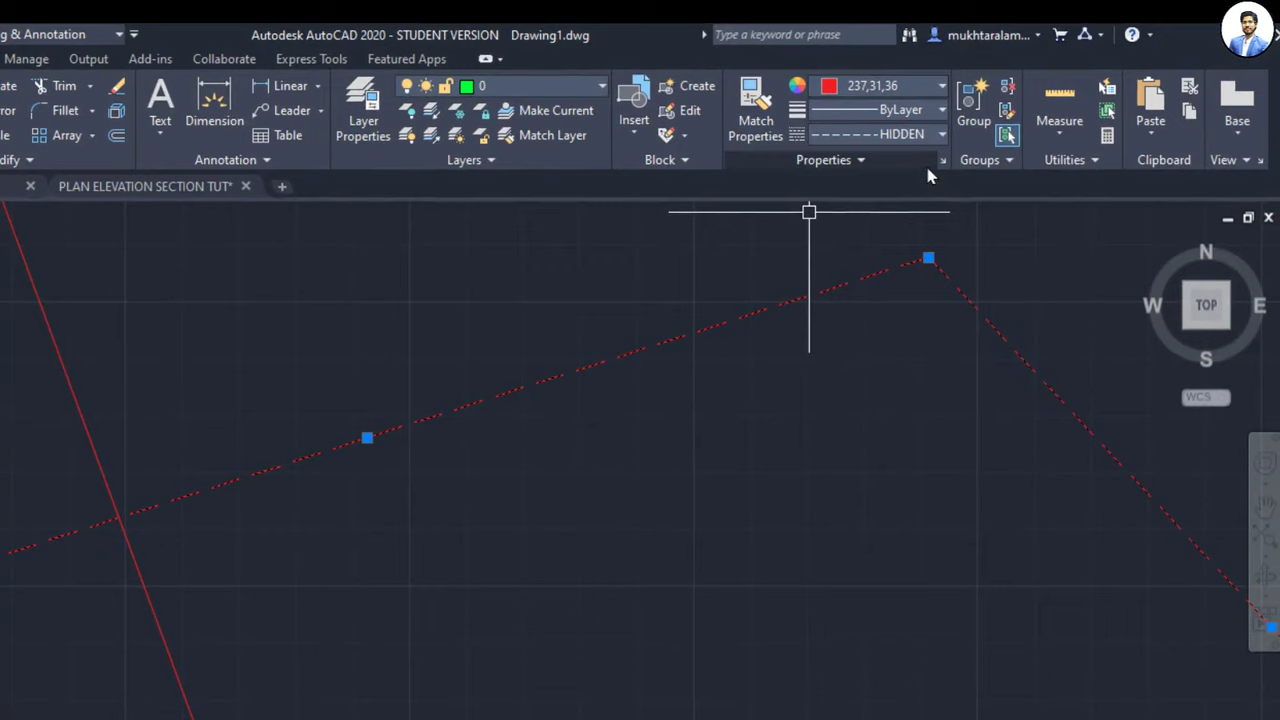 g & Annotation
Autodesk AutoCAD 2020 - STUDENT VERSION Drawing1.dwg
Type a keyword or phrase
mukhtaralam...
?
Manage Output Add-ins Collaborate Express Tools Featured Apps
ate Trim
ror Fillet
Array
dify
Text
Dimension
Linear
Leader
Table
Annotation
Layer
Properties
0
Make Current
Match Layer
Layers
Insert
Create
Edit
Block
Match
Properties
237,31,36
ByLayer
HIDDEN
Properties
Group
Groups
Measure
Utilities
Paste
Clipboard
Base
View
PLAN ELEVATION SECTION TUT*
N
W TOP E
S
WCS